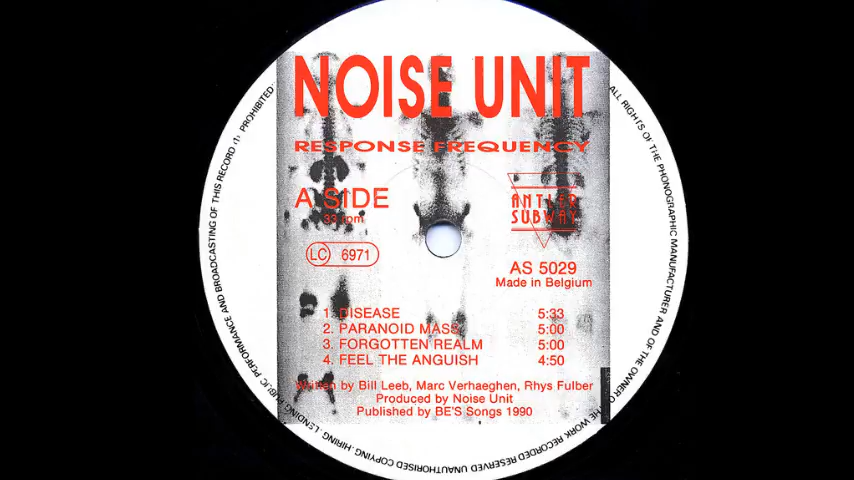 NOISE UNIT
RESPONSE FREQUENCY
A SIDE
33 rpm
ANTLER
SUBWAY
LC 6971
AS 5029
Made in Belgium
1. DISEASE 5:33
2. PARANOID MASS 5:00
3. FORGOTTEN REALM 5:00
4. FEEL THE ANGUISH 4:50
Written by Bill Leeb, Marc Verhaeghen, Rhys Fulber
Produced by Noise Unit
Published by BE'S Songs 1990
ALL RIGHTS OF THE PHONOGRAPHIC MANUFACTURER AND OF THE OWNER OF THE WORK RECORDED RESERVED UNAUTHORISED COPYING. HIRING. LENDING. PUBLIC PERFORMANCE AND BROADCASTING OF THIS RECORD (1) PROHIBITED